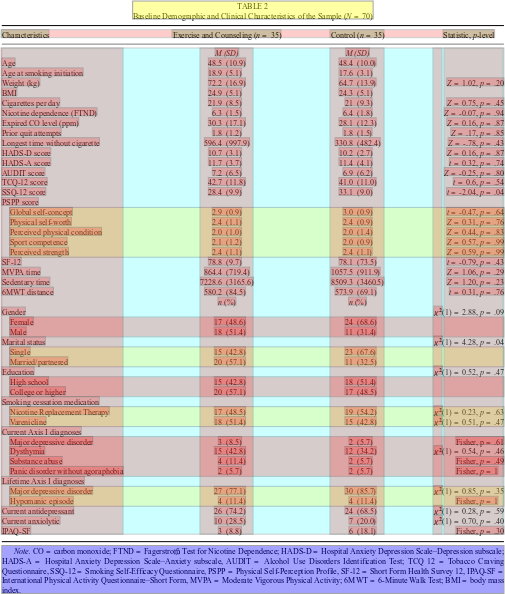 TABLE 2
Baseline Demographic and Clinical Characteristics of the Sample (N = 70)
Characteristics Exercise and Counseling (n = 35) Control (n = 35) Statistic, p-level
M (SD) M (SD)
Age 48.5 (10.9) 48.4 (10.0)
Age at smoking initiation 18.9 (5.1) 17.6 (3.1)
Weight (kg) 72.2 (16.9) 64.7 (13.9) Z = 1.02, p = .20
BMI 24.9 (5.1) 24.3 (5.1)
Cigarettes per day 21.9 (8.5) 21 (9.3) Z = 0.75, p = .45
Nicotine dependence (FTND) 6.3 (1.5) 6.4 (1.8) Z = -0.07, p = .94
Expired CO level (ppm) 30.3 (17.1) 28.1 (12.3) Z = 0.16, p = .87
Prior quit attempts 1.8 (1.2) 1.8 (1.5) Z = -.17, p = .85
Longest time without cigarette 596.4 (997.9) 330.8 (482.4) Z = -.78, p = .43
HADS-D score 10.7 (3.1) 10.2 (2.7) Z = 0.16, p = .87
HADS-A score 11.7 (3.7) 11.4 (4.1) t = 0.32, p = .74
AUDIT score 7.2 (6.5) 6.9 (6.2) Z = -0.25, p = .80
TCQ-12 score 42.7 (11.8) 41.0 (11.0) t = 0.6, p = .54
SSQ-12 score 28.4 (9.9) 33.1 (9.0) t = -2.04, p = .04
PSPP score
Global self-concept 2.9 (0.9) 3.0 (0.9) t = -0.47, p = .64
Physical self-worth 2.4 (1.1) 2.4 (0.9) Z = 0.31, p = .76
Perceived physical condition 2.0 (1.0) 2.0 (1.4) Z = 0.44, p = .83
Sport competence 2.1 (1.2) 2.0 (0.9) Z = 0.57, p = .99
Perceived strength 2.4 (1.1) 2.4 (0.9) Z = 0.59, p = .99
SF-12 78.8 (9.7) 78.1 (73.5) t = -0.79, p = .43
MVPA time 864.4 (719.4) 1057.5 (911.9) Z = 1.06, p = .29
Sedentary time 7228.6 (3165.6) 8509.3 (3460.5) Z = 1.20, p = .23
6MWT distance 580.2 (84.5) 573.9 (69.1) t = 0.31, p = .76
n (%) n (%)
Gender χ²(1) = 2.88, p = .09
Female 17 (48.6) 24 (68.6)
Male 18 (51.4) 11 (31.4)
Marital status χ²(1) = 4.28, p = .04
Single 15 (42.8) 23 (67.6)
Married/partnered 20 (57.1) 11 (32.5)
Education χ²(1) = 0.52, p = .47
High school 15 (42.8) 18 (51.4)
College or higher 20 (57.1) 17 (48.5)
Smoking cessation medication
Nicotine Replacement Therapy 17 (48.5) 19 (54.2) χ²(1) = 0.23, p = .63
Varenicline 18 (51.4) 15 (42.8) χ²(1) = 0.51, p = .47
Current Axis I diagnoses
Major depressive disorder 3 (8.5) 2 (5.7) Fisher, p = .61
Dysthymia 15 (42.8) 12 (34.2) χ²(1) = 0.54, p = .46
Substance abuse 4 (11.4) 2 (5.7) Fisher, p = .49
Panic disorder without agoraphobia 2 (5.7) 2 (5.7) Fisher, p = 1
Lifetime Axis I diagnoses
Major depressive disorder 27 (77.1) 30 (85.7) χ²(1) = 0.85, p = .35
Hypomanic episode 4 (11.4) 4 (11.4) Fisher, p = 1
Current antidepressant 26 (74.2) 24 (68.5) χ²(1) = 0.28, p = .59
Current anxiolytic 10 (28.5) 7 (20.0) χ²(1) = 0.70, p = .40
IPAQ-SF 3 (8.8) 6 (18.1) Fisher, p = .30
Note. CO = carbon monoxide; FTND = Fagerström Test for Nicotine Dependence; HADS-D = Hospital Anxiety Depression Scale–Depression subscale;
HADS-A = Hospital Anxiety Depression Scale–Anxiety subscale, AUDIT = Alcohol Use Disorders Identification Test; TCQ 12 = Tobacco Craving
Questionnaire, SSQ-12 = Smoking Self-Efficacy Questionnaire, PSPP = Physical Self-Perception Profile, SF-12 = Short Form Health Survey 12, IPAQ-SF =
International Physical Activity Questionnaire–Short Form, MVPA = Moderate Vigorous Physical Activity; 6MWT = 6-Minute Walk Test; BMI = body mass
index.